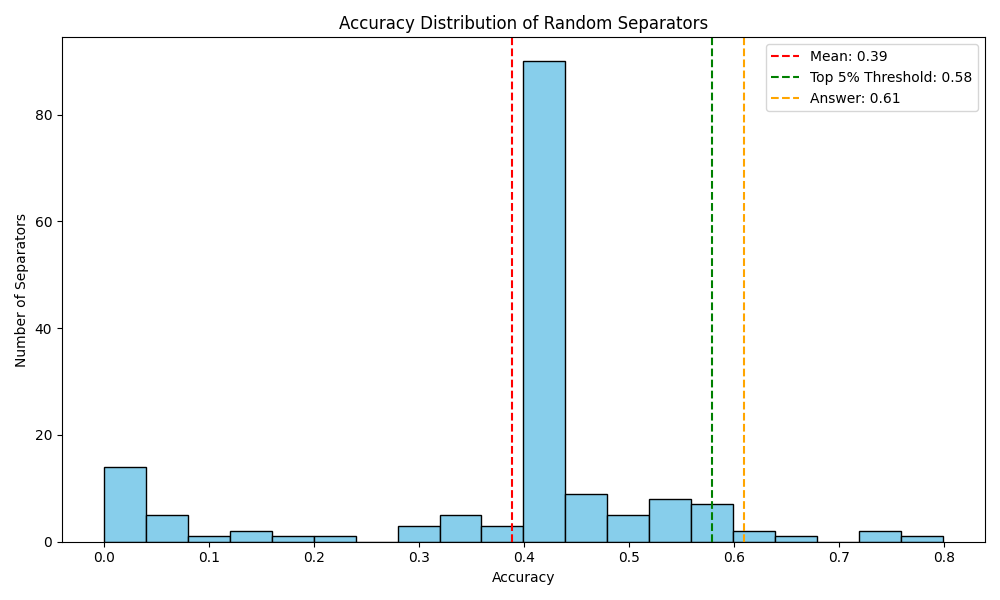 Accuracy Distribution of Random Separators
Mean: 0.39
Top 5% Threshold: 0.58
Answer: 0.61
Number of Separators
80
60
40
20
0
0.0 0.1 0.2 0.3 0.4 0.5 0.6 0.7 0.8
Accuracy